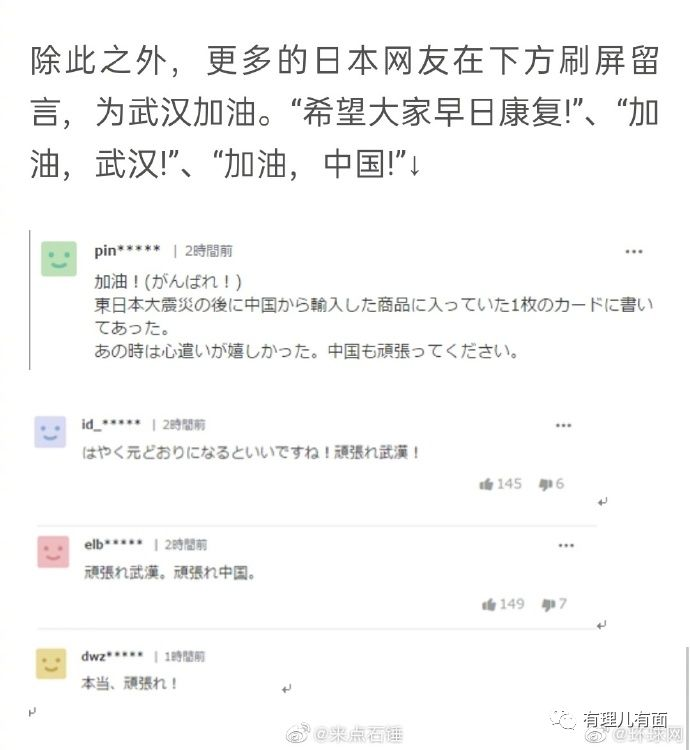 除此之外，更多的日本网友在下方刷屏留
言，为武汉加油。“希望大家早日康复!”、“加
油，武汉!”、“加油，中国!”↓
pin***** | 2時間前
加油！(がんばれ！)
東日本大震災の後に中国から輸入した商品に入っていた1枚のカードに書い
てあった。
あの時は心遣いが嬉しかった。中国も頑張ってください。
id_***** | 2時間前
はやく元どおりになるといいですね！頑張れ武漢！
145 6
elb***** | 2時間前
頑張れ武漢。頑張れ中国。
149 7
dwz***** | 1時間前
本当、頑張れ！
有理儿有面
@来点石锤
@环球网